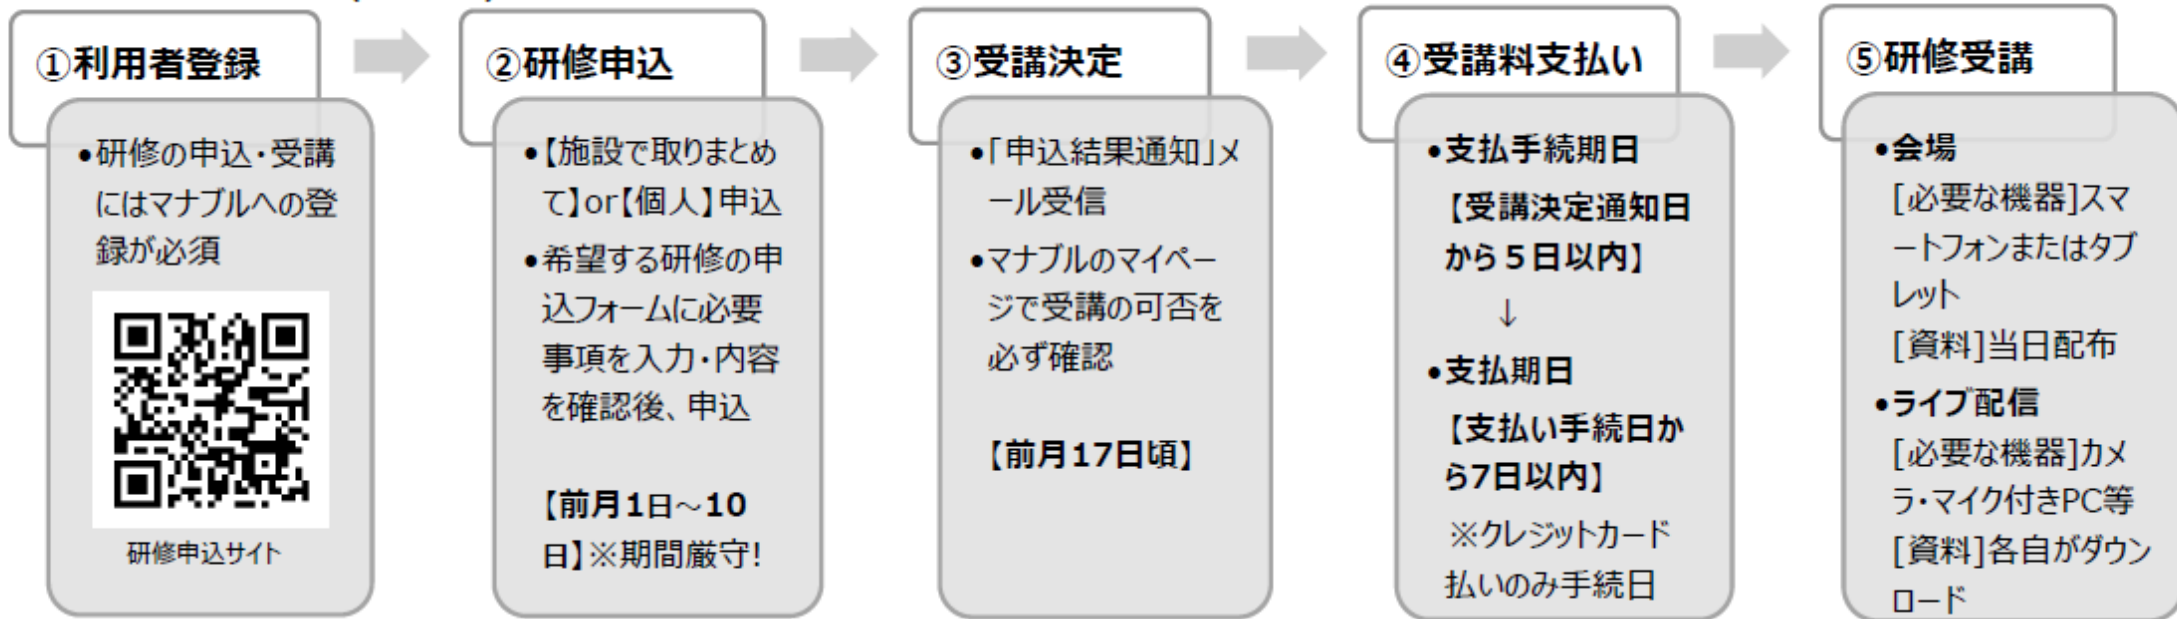 ①利用者登録
•研修の申込・受講
にはマナブルへの登
録が必須
研修申込サイト
②研修申込
•【施設で取りまとめ
て】or【個人】申込
•希望する研修の申
込フォームに必要
事項を入力・内容
を確認後、申込
【前月1日～10
日】※期間厳守!
③受講決定
•「申込結果通知」メ
ール受信
•マナブルのマイペー
ジで受講の可否を
必ず確認
【前月17日頃】
④受講料支払い
•支払手続期日
【受講決定通知日
から５日以内】
↓
•支払期日
【支払い手続日か
ら7日以内】
※クレジットカード
払いのみ手続日
⑤研修受講
•会場
[必要な機器]スマ
ートフォンまたはタブ
レット
[資料]当日配布
•ライブ配信
[必要な機器]カメ
ラ・マイク付きPC等
[資料]各自がダウン
ロード